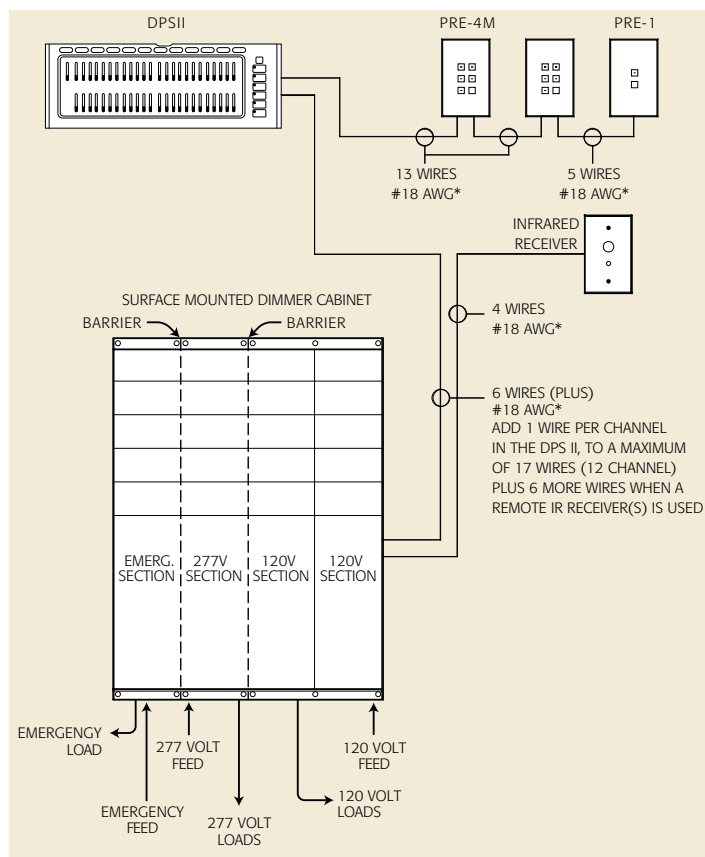 DPSII
PRE-4M
PRE-1
13 WIRES
#18 AWG*
5 WIRES
#18 AWG*
INFRARED
RECEIVER
4 WIRES
#18 AWG*
SURFACE MOUNTED DIMMER CABINET
BARRIER
BARRIER
6 WIRES (PLUS)
#18 AWG*
ADD 1 WIRE PER CHANNEL
IN THE DPS II, TO A MAXIMUM
OF 17 WIRES (12 CHANNEL)
PLUS 6 MORE WIRES WHEN A
REMOTE IR RECEIVER(S) IS USED
EMERG.
SECTION
277V
SECTION
120V
SECTION
120V
SECTION
EMERGENGY
LOAD
277 VOLT
FEED
120 VOLT
FEED
EMERGENCY
FEED
277 VOLT
LOADS
120 VOLT
LOADS